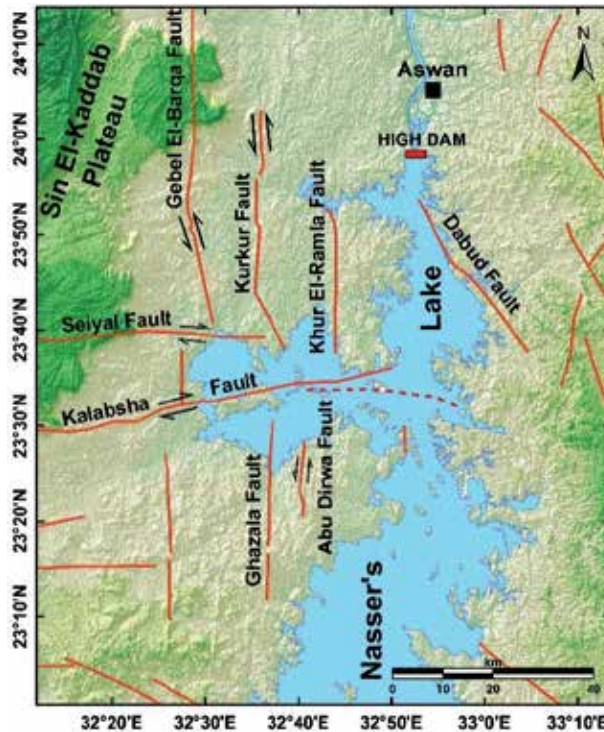 24°10'N
24°0'N
23°50'N
23°40'N
23°30'N
23°20'N
23°10'N
Sin El-Kaddab
Plateau
Gebel El-Barqa Fault
Kurkur Fault
Khur El-Ramla Fault
N
Aswan
HIGH DAM
Dabud Fault
Lake
Seiyal Fault
Kalabsha Fault
Ghazala Fault
Abu Dirwa Fault
Nasser's
km
0 10 20 40
32°20'E 32°30'E 32°40'E 32°50'E 33°0'E 33°10'E